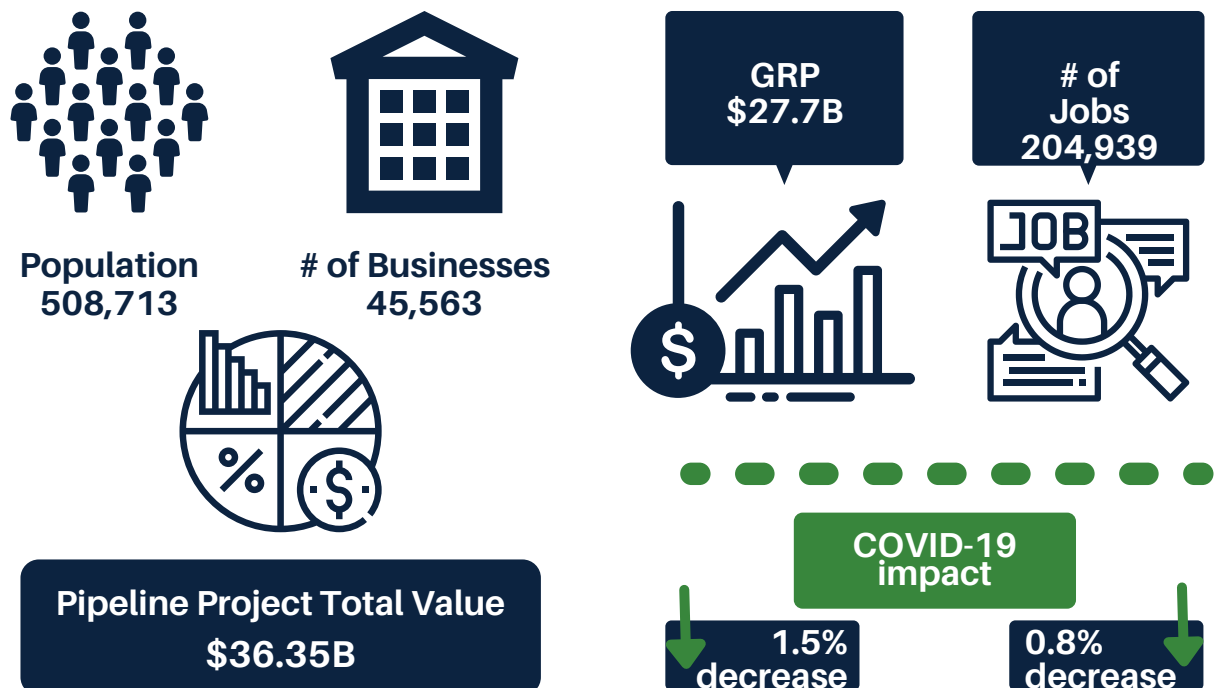 Population
508,713
# of Businesses
45,563
Pipeline Project Total Value
$36.35B
GRP
$27.7B
# of
Jobs
204,939
$
JOB
%
$
COVID-19
impact
1.5%
decrease
0.8%
decrease